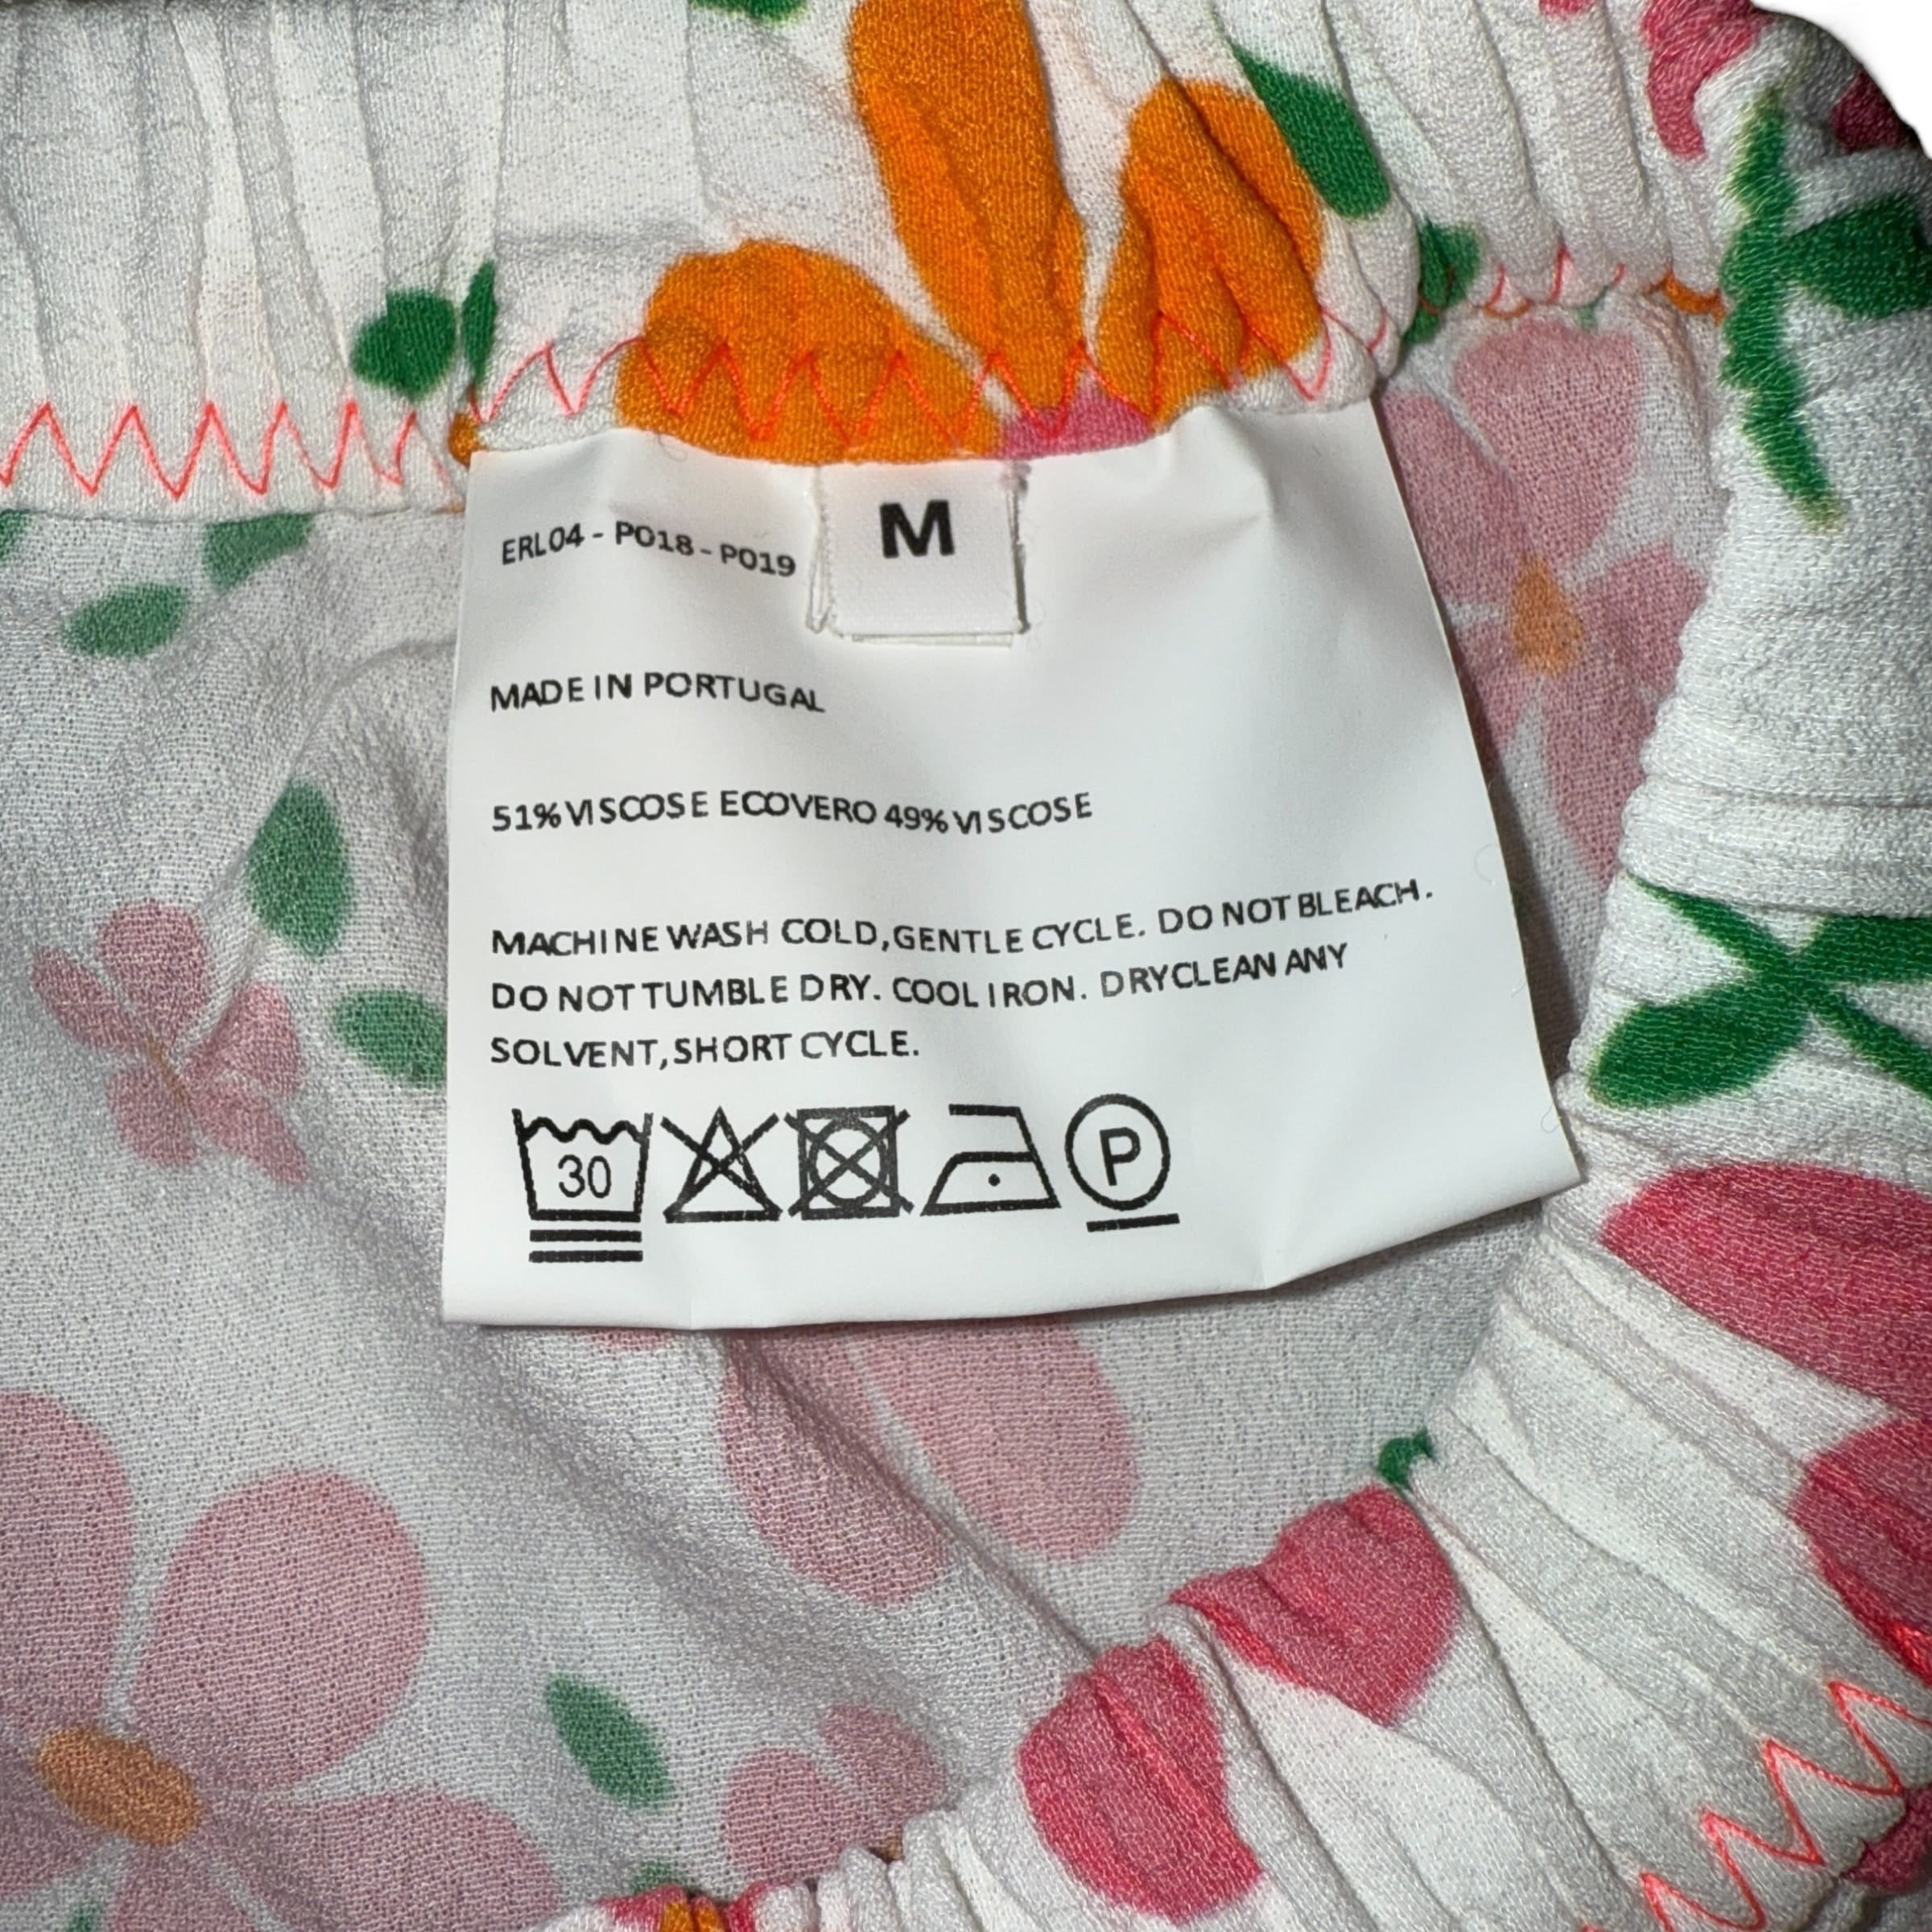 M
ERL04 - P018 - P019
MADE IN PORTUGAL
51% VISCOSE ECOVERO 49% VISCOSE
MACHINE WASH COLD,GENTLE CYCLE. DO NOT BLEACH.
DO NOT TUMBLE DRY. COOL IRON. DRYCLEAN ANY
SOLVENT,SHORT CYCLE.
30 P